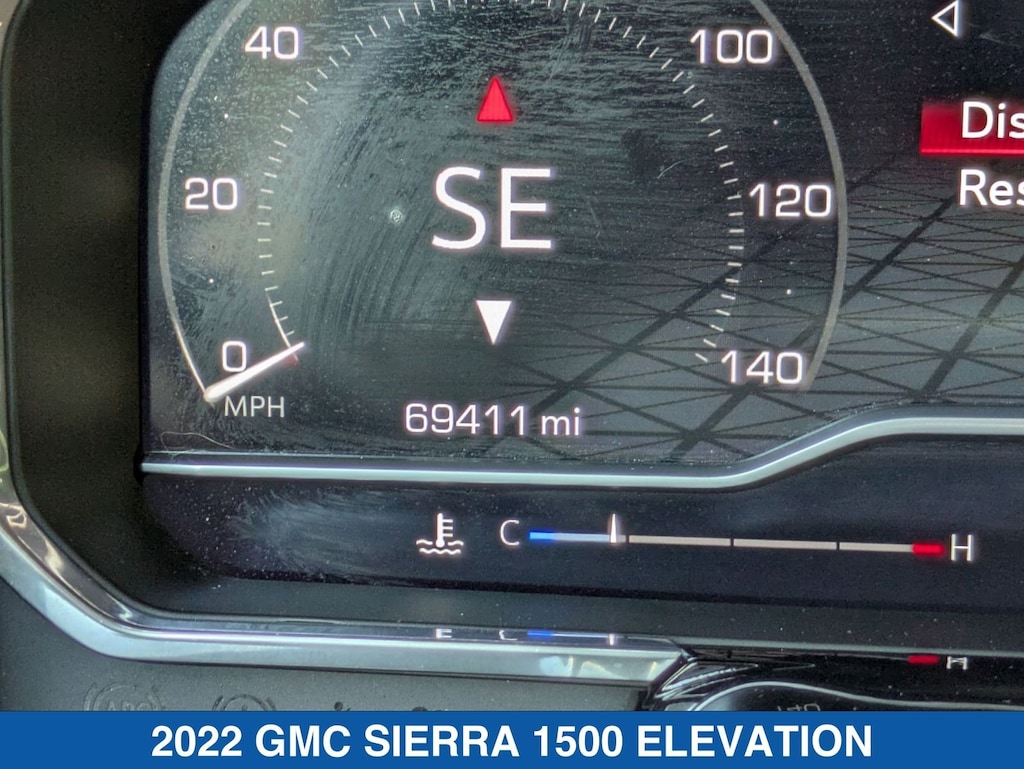 40
100
Dis
20
SE
120
Res
0
140
MPH
69411 mi
C
H
2022 GMC SIERRA 1500 ELEVATION